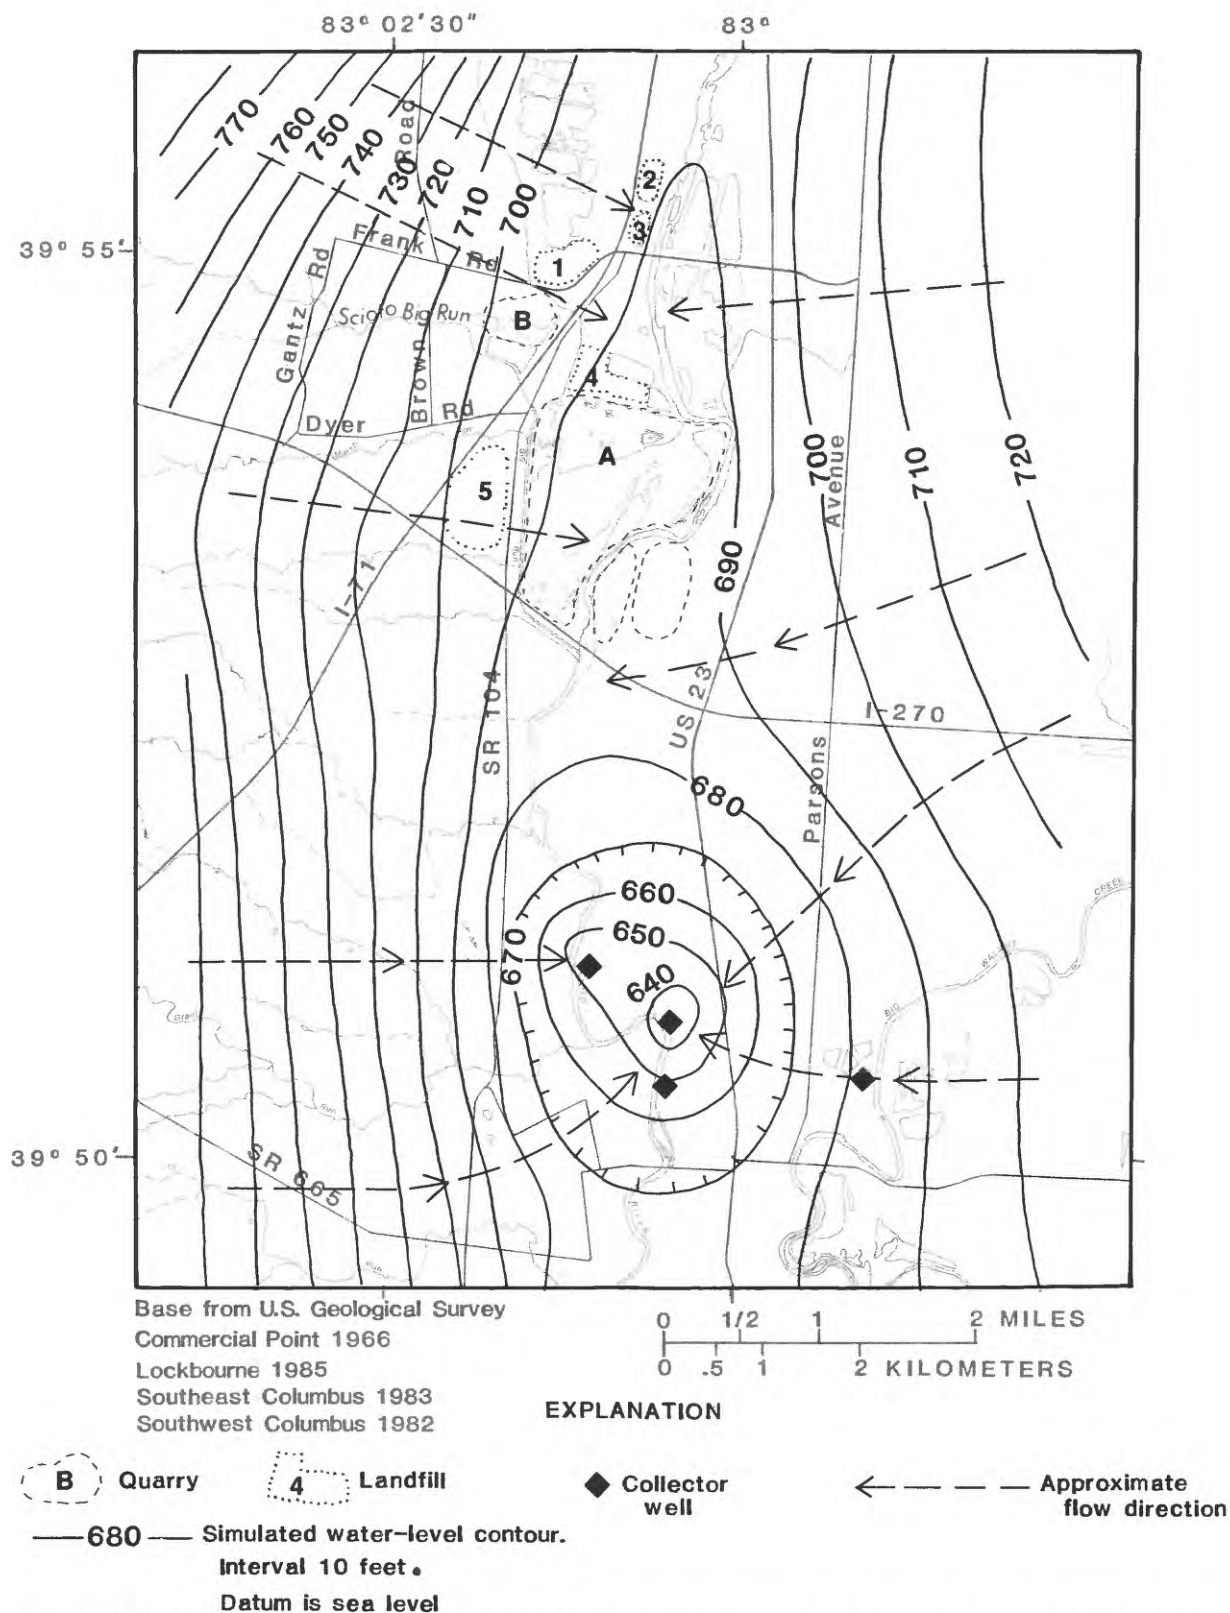 83° 02'30"
83°
39° 55'
39° 50'
770
760
750
740
730
720
710
700
Road
Frank
Rd
Gantz Rd
Scioto Big Run
Brown
Dyer
Rd
1
2
3
4
5
A
B
I-71
SR 104
690
700
710
720
Avenue
Parsons
US 23
I-270
680
670
660
650
640
BIG
WALNUT
CREEK
SR 665
Base from U.S. Geological Survey
Commercial Point 1966
Lockbourne 1985
Southeast Columbus 1983
Southwest Columbus 1982
0 1/2 1 2 MILES
0 .5 1 2 KILOMETERS
EXPLANATION
B Quarry
4 Landfill
Collector
well
Approximate
flow direction
680 Simulated water-level contour.
Interval 10 feet.
Datum is sea level